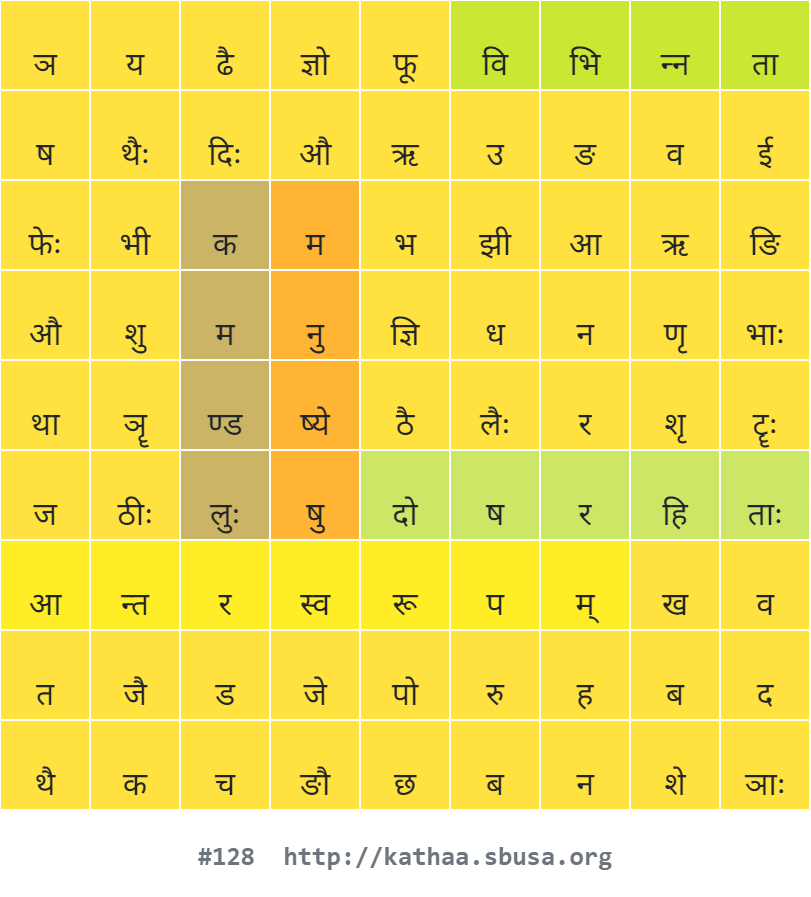 ञ य ढै ज्ञो फू वि भि न्न ता
ष थैः दिः औ ऋ उ ङ व ई
फेः भी क म भ झी आ ऋ ङि
औ शु म नु ज्ञि ध न णृ भाः
था ञॄ ण्ड ष्ये ठै लैः र शृ टॄः
ज ठीः लुः षु दो ष र हि ताः
आ न्त र स्व रू प म् ख व
त जै ड जे पो रु ह ब द
थै क च ङौ छ ब न शे ञाः
#128 http://kathaa.sbusa.org